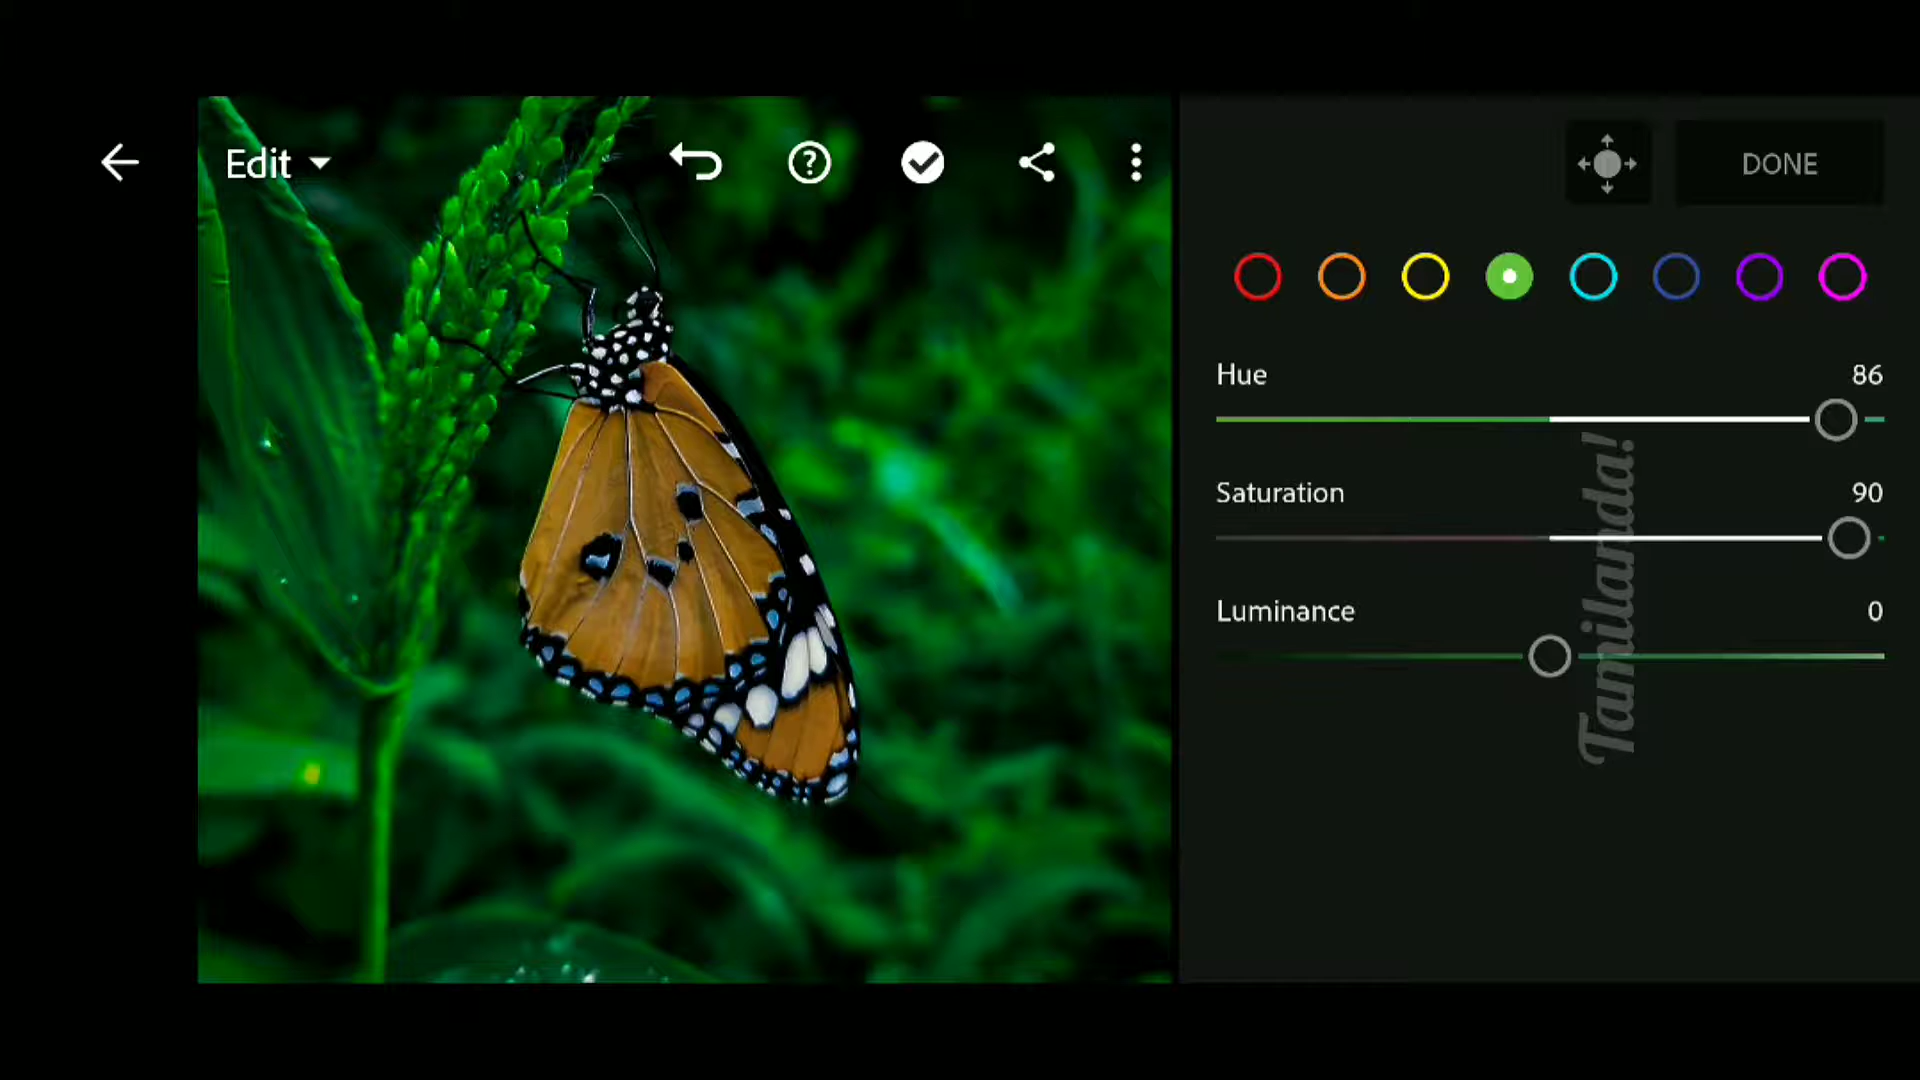 Edit
DONE
Hue 86
Saturation 90
Luminance 0
Tamilanda!